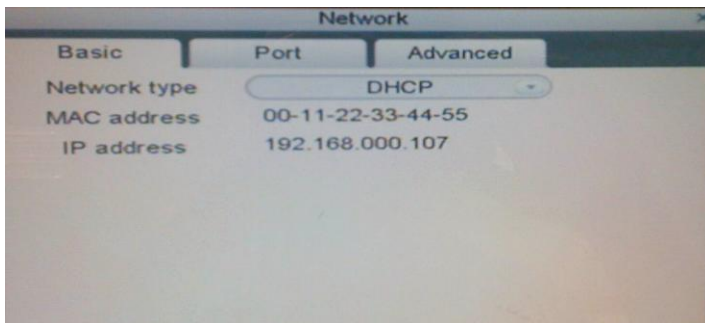 Network
Basic Port Advanced
Network type DHCP
MAC address 00-11-22-33-44-55
IP address 192.168.000.107